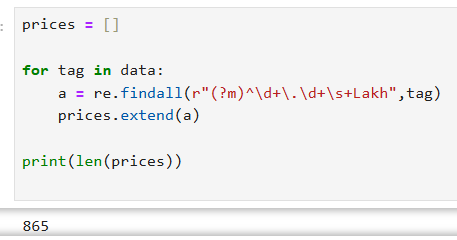 prices = []
for tag in data:
    a = re.findall(r"(?m)^\d+\.\d+\s+Lakh",tag)
    prices.extend(a)
print(len(prices))
865